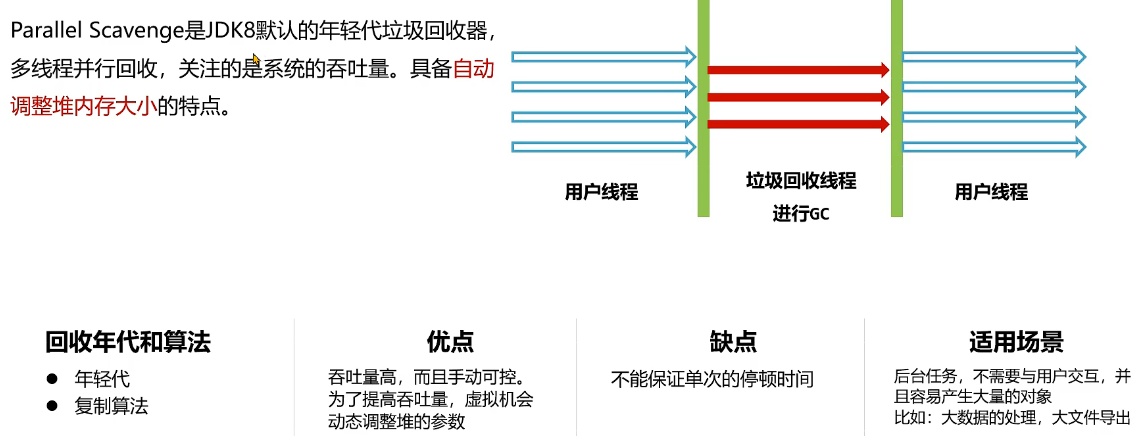 Parallel Scavenge是JDK8默认的年轻代垃圾回收器，
多线程并行回收，关注的是系统的吞吐量。具备自动
调整堆内存大小的特点。
用户线程
垃圾回收线程
进行GC
用户线程
回收年代和算法
● 年轻代
● 复制算法
优点
吞吐量高，而且手动可控。
为了提高吞吐量，虚拟机会
动态调整堆的参数
缺点
不能保证单次的停顿时间
适用场景
后台任务，不需要与用户交互，并
且容易产生大量的对象
比如：大数据的处理，大文件导出